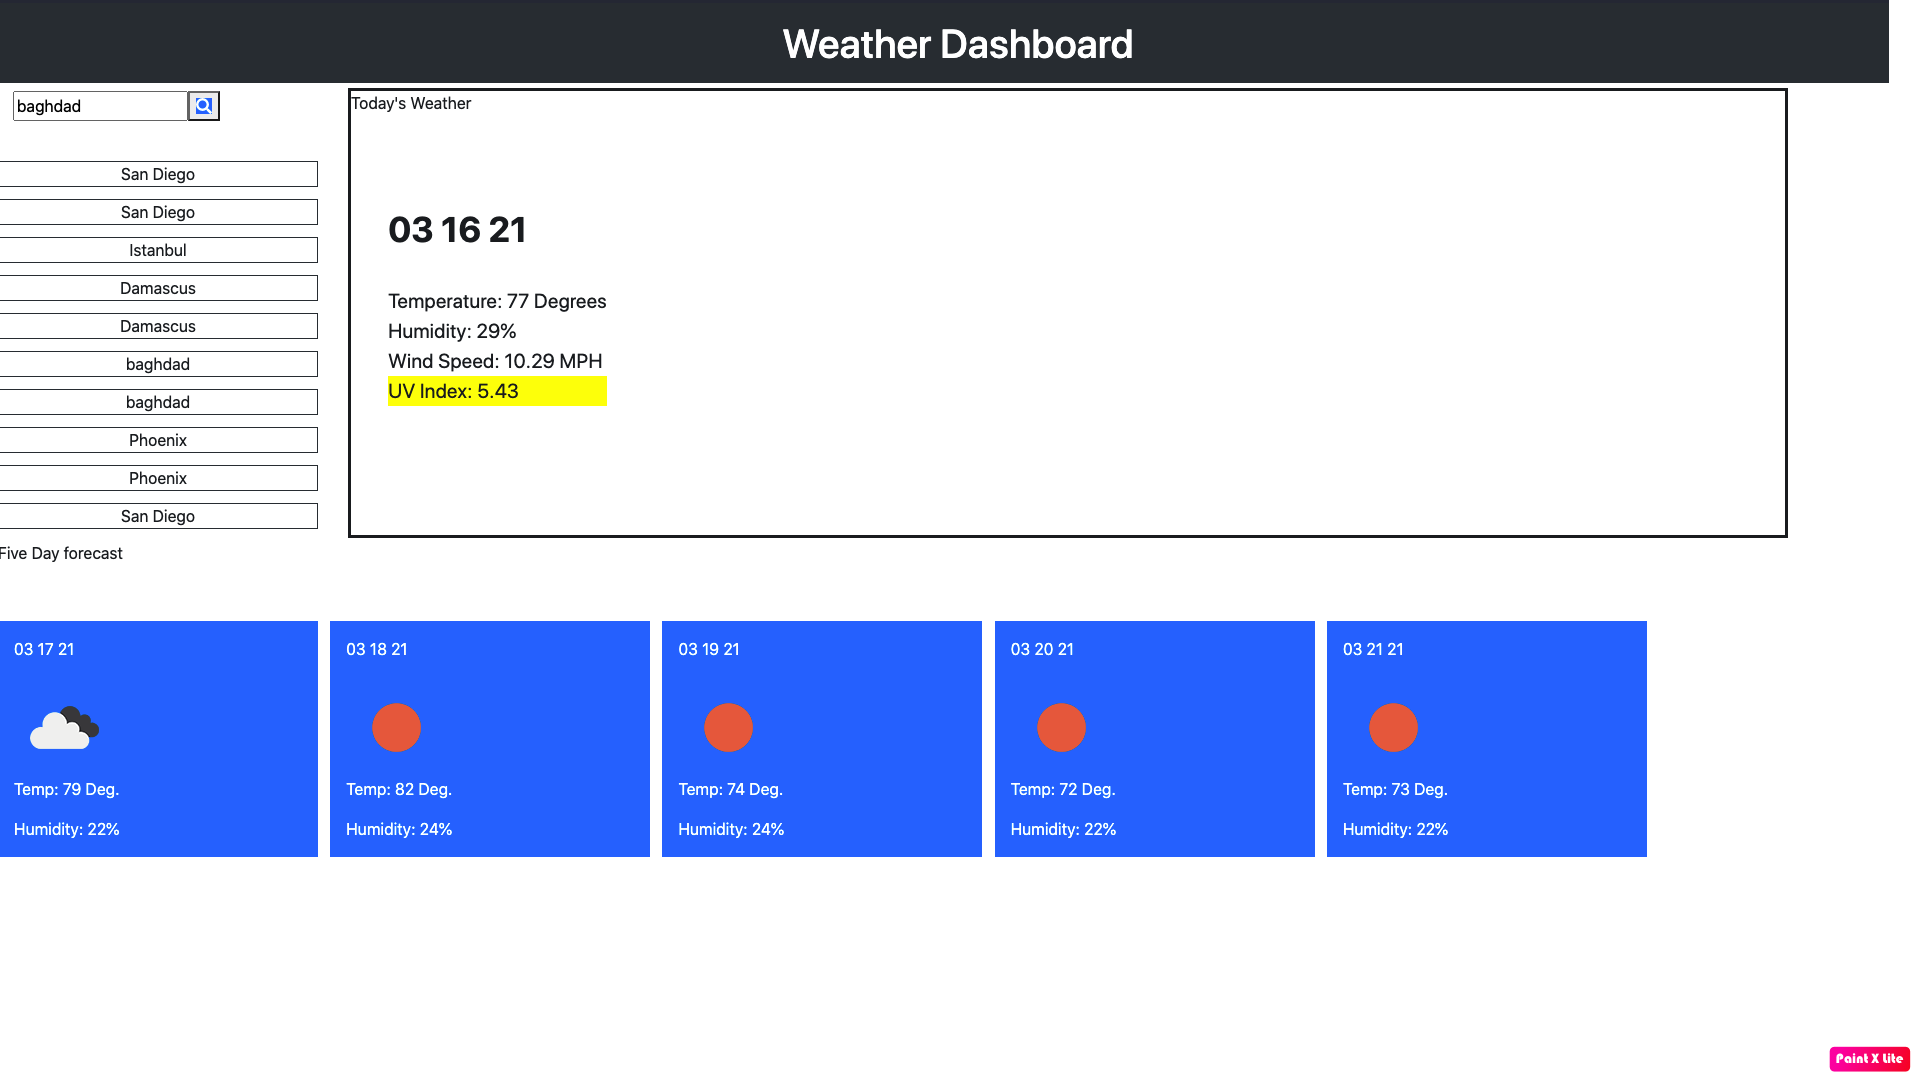 Weather Dashboard
baghdad
San Diego
San Diego
Istanbul
Damascus
Damascus
baghdad
baghdad
Phoenix
Phoenix
San Diego
Today's Weather
03 16 21
Temperature: 77 Degrees
Humidity: 29%
Wind Speed: 10.29 MPH
UV Index: 5.43
Five Day forecast
03 17 21
Temp: 79 Deg.
Humidity: 22%
03 18 21
Temp: 82 Deg.
Humidity: 24%
03 19 21
Temp: 74 Deg.
Humidity: 24%
03 20 21
Temp: 72 Deg.
Humidity: 22%
03 21 21
Temp: 73 Deg.
Humidity: 22%
Paint X Lite